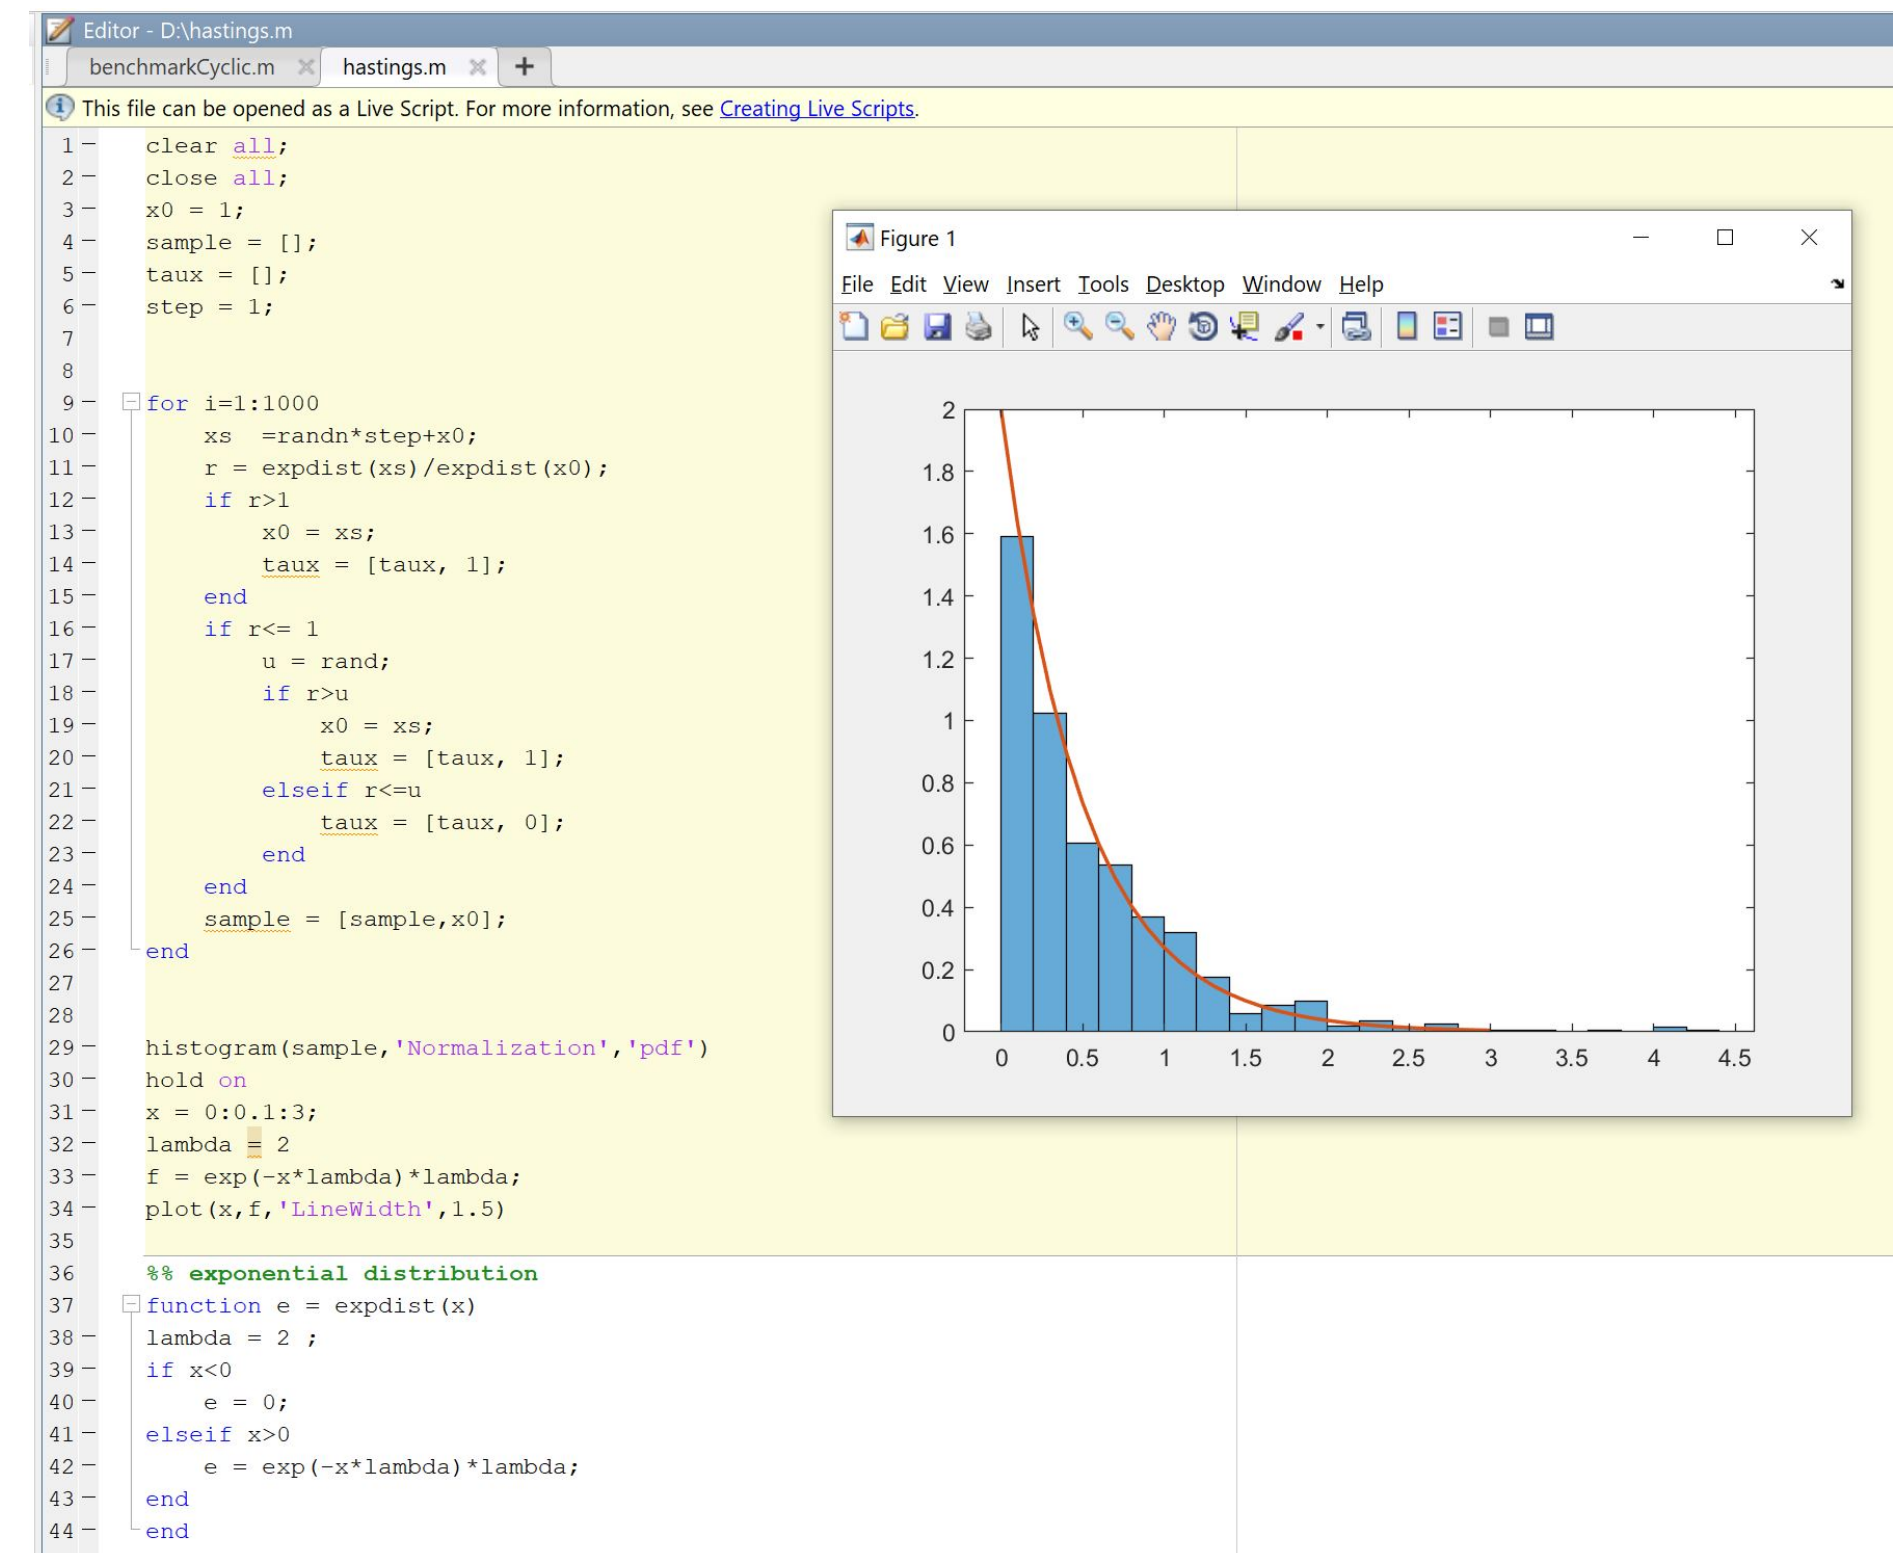 Editor - D:\hastings.m
benchmarkCyclic.m hastings.m
This file can be opened as a Live Script. For more information, see Creating Live Scripts.
1 clear all;
2 close all;
3 x0 = 1;
4 sample = [];
5 taux = [];
6 step = 1;
7
8
9 for i=1:1000
10 xs =randn*step+x0;
11 r = expdist(xs)/expdist(x0);
12 if r>1
13 x0 = xs;
14 taux = [taux, 1];
15 end
16 if r<= 1
17 u = rand;
18 if r>u
19 x0 = xs;
20 taux = [taux, 1];
21 elseif r<=u
22 taux = [taux, 0];
23 end
24 end
25 sample = [sample,x0];
26 end
27
28
29 histogram(sample,'Normalization','pdf')
30 hold on
31 x = 0:0.1:3;
32 lambda = 2
33 f = exp(-x*lambda)*lambda;
34 plot(x,f,'LineWidth',1.5)
35
36 %% exponential distribution
37 function e = expdist(x)
38 lambda = 2 ;
39 if x<0
40 e = 0;
41 elseif x>0
42 e = exp(-x*lambda)*lambda;
43 end
44 end
Figure 1
File Edit View Insert Tools Desktop Window Help
2
1.8
1.6
1.4
1.2
1
0.8
0.6
0.4
0.2
0
0 0.5 1 1.5 2 2.5 3 3.5 4 4.5